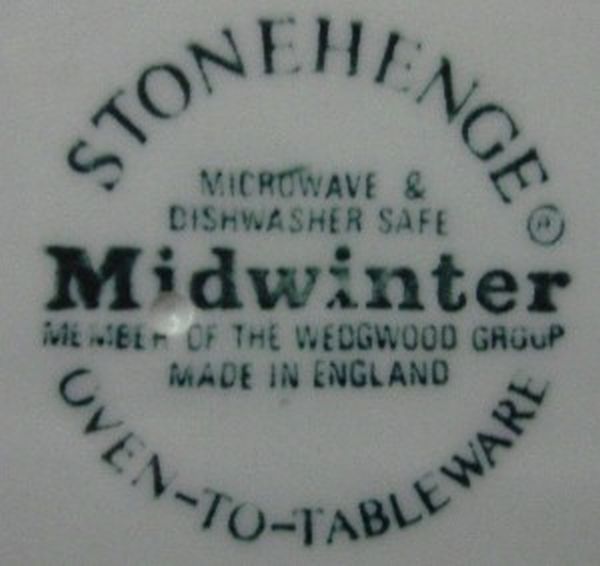 STONEHENGE®
MICROWAVE &
DISHWASHER SAFE
Midwinter
MEMBER OF THE WEDGWOOD GROUP
MADE IN ENGLAND
OVEN-TO-TABLEWARE